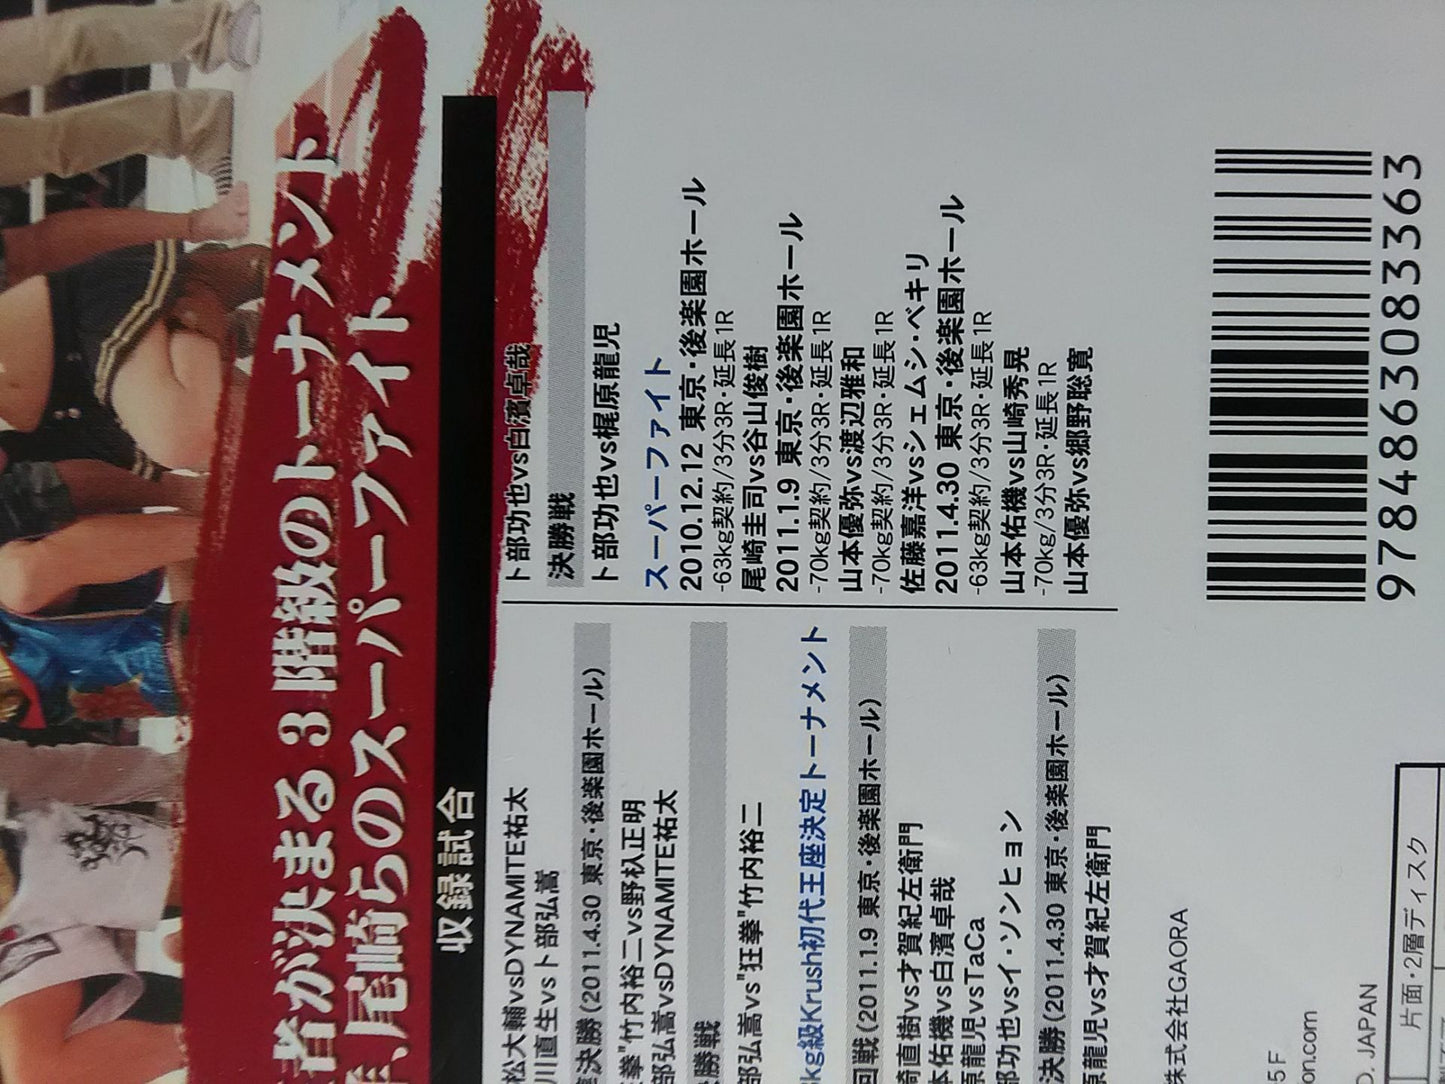 者が決まる3階級のトーナメント
、尾崎らのスーパーファイト
収録試合
松大輔vsDYNAMITE祐太
川直生vsト部弘嵩
決勝(2011.4.30 東京・後楽園ホール)
拳"竹内裕二vs野杁正明
部弘嵩vsDYNAMITE祐太
勝戦
部弘嵩vs"狂拳"竹内裕二
kg級Krush初代王座決定トーナメント
回戦(2011.1.9 東京・後楽園ホール)
崎直樹vs才賀紀左衛門
本佑機vs白濱卓哉
原龍児vsTaCa
部功也vsイ・ソンヒョン
決勝(2011.4.30 東京・後楽園ホール)
原龍児vs才賀紀左衛門
ト部功也vs白濱卓哉
決勝戦
ト部功也vs梶原龍児
スーパーファイト
2010.12.12 東京・後楽園ホール
-63kg契約/3分3R・延長1R
尾崎圭司vs谷山俊樹
2011.1.9 東京・後楽園ホール
-70kg契約/3分3R・延長1R
山本優弥vs渡辺雅和
-70kg契約/3分3R・延長1R
佐藤嘉洋vsシェムシ・ベキリ
2011.4.30 東京・後楽園ホール
-63kg契約/3分3R・延長1R
山本佑機vs山崎秀晃
-70kg/3分3R・延長1R
山本優弥vs郷野聡寛
株式会社GAORA
5F
on.com
D. JAPAN
片面・2層ディスク
9784863083363